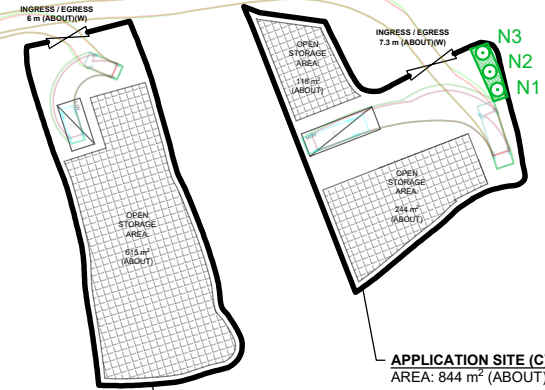 INGRESS / EGRESS
6 m (ABOUT)(W)
OPEN
STORAGE
AREA:
615 m²
(ABOUT)
OPEN
STORAGE
AREA:
118 m²
(ABOUT)
INGRESS / EGRESS
7.3 m (ABOUT)(W)
N3
N2
N1
OPEN
STORAGE
AREA:
244 m²
(ABOUT)
APPLICATION SITE (C)
AREA: 844 m² (ABOUT)